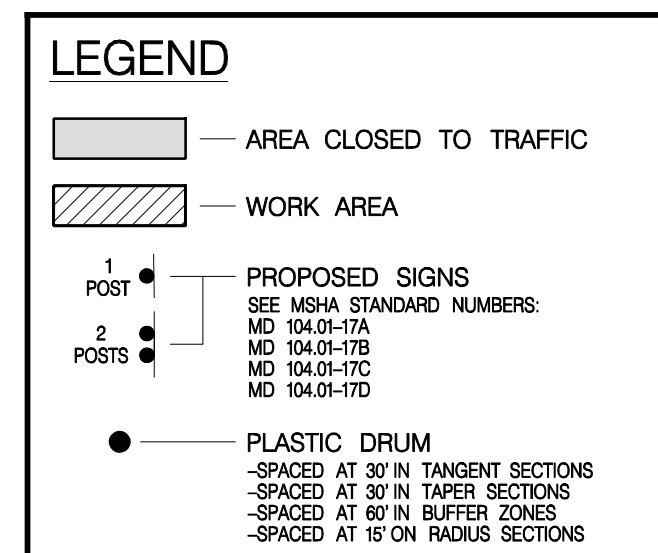 LEGEND
AREA CLOSED TO TRAFFIC
WORK AREA
1
POST
PROPOSED SIGNS
SEE MSHA STANDARD NUMBERS:
MD 104.01-17A
MD 104.01-17B
MD 104.01-17C
MD 104.01-17D
2
POSTS
PLASTIC DRUM
-SPACED AT 30' IN TANGENT SECTIONS
-SPACED AT 30' IN TAPER SECTIONS
-SPACED AT 60' IN BUFFER ZONES
-SPACED AT 15' ON RADIUS SECTIONS